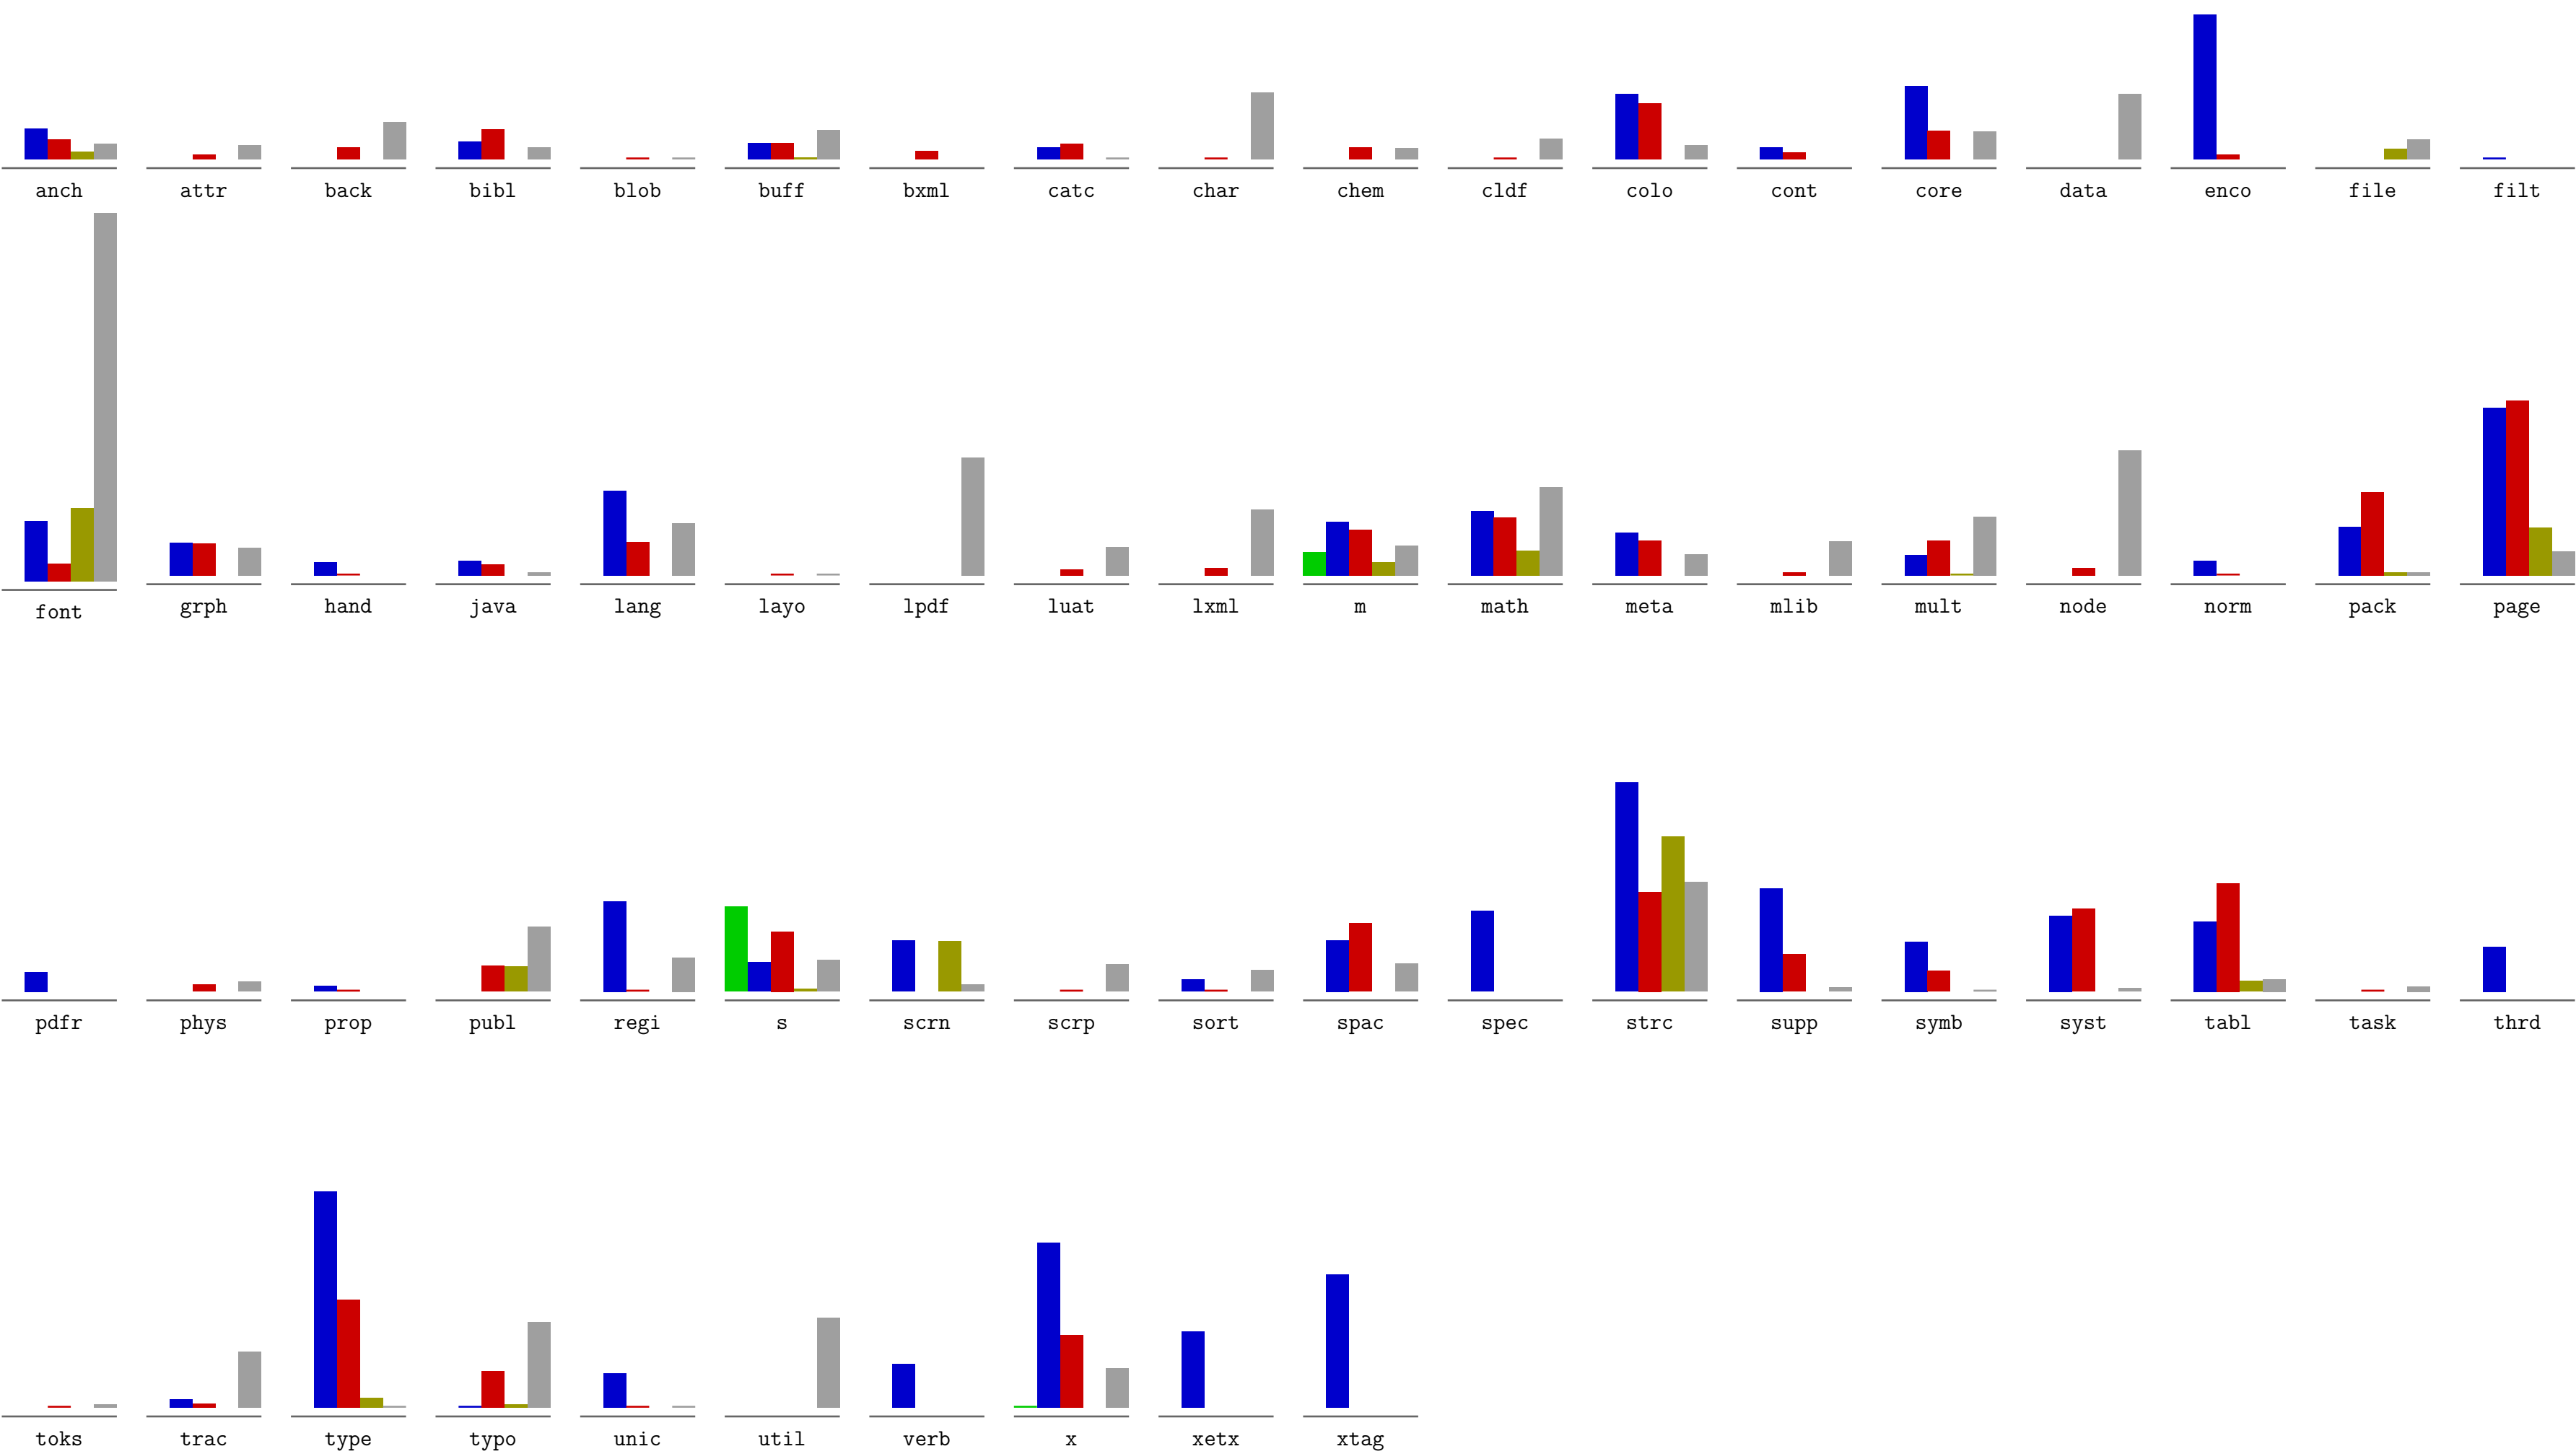 anch attr back bibl blob buff bxml catc char chem cldf colo cont core data enco file filt
font grph hand java lang layo lpdf luat lxml m math meta mlib mult node norm pack page
pdfr phys prop publ regi s scrn scrp sort spac spec strc supp symb syst tabl task thrd
toks trac type typo unic util verb x xetx xtag